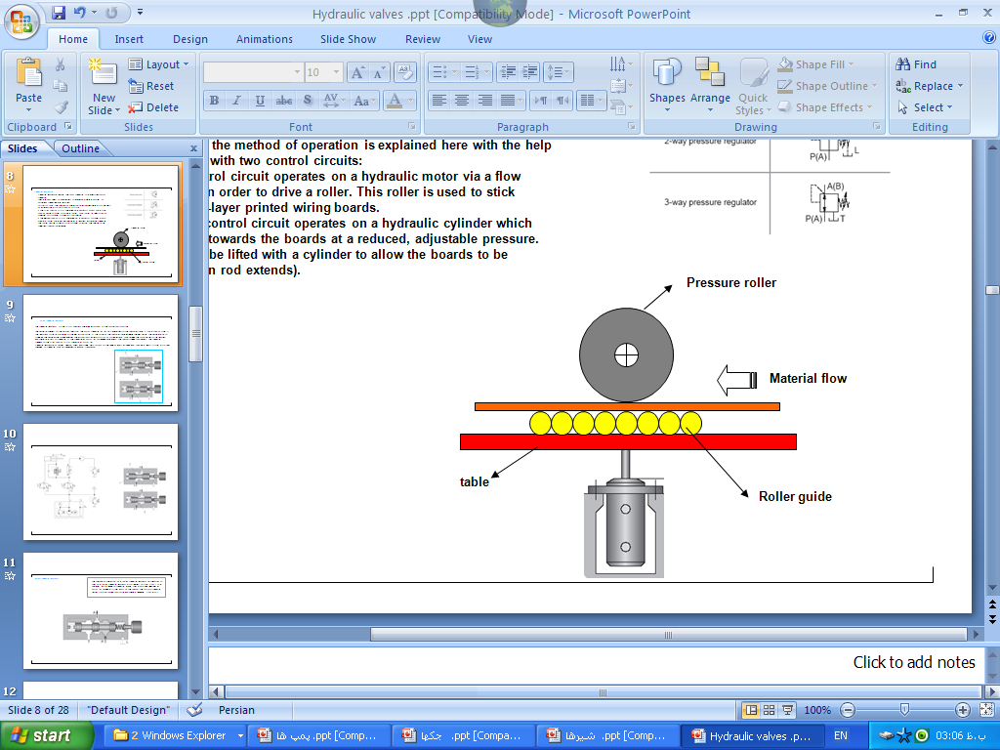 Hydraulic valves .ppt [Compatibility Mode] - Microsoft PowerPoint
Home Insert Design Animations Slide Show Review View
Paste
Clipboard
New
Slide
Layout
Reset
Delete
Slides
10
B I U abc S AV Aa A
Font
Paragraph
Shapes
Arrange
Quick
Styles
Shape Fill
Shape Outline
Shape Effects
Drawing
Find
Replace
Select
Editing
Slides Outline x
8
9
10
11
12
the method of operation is explained here with the help
with two control circuits:
rol circuit operates on a hydraulic motor via a flow
n order to drive a roller. This roller is used to stick
-layer printed wiring boards.
control circuit operates on a hydraulic cylinder which
towards the boards at a reduced, adjustable pressure.
be lifted with a cylinder to allow the boards to be
n rod extends).
2-way pressure regulator
P(A) L
3-way pressure regulator
A(B)
P(A) T
Pressure roller
Material flow
table
Roller guide
Click to add notes
Slide 8 of 28 "Default Design" Persian 100%
start
2 Windows Explorer
پمپ ها .ppt [Comp...
جکها .ppt [Compa...
شیرها .ppt [Comp...
Hydraulic valves .p...
EN
03:06 ب.ظ